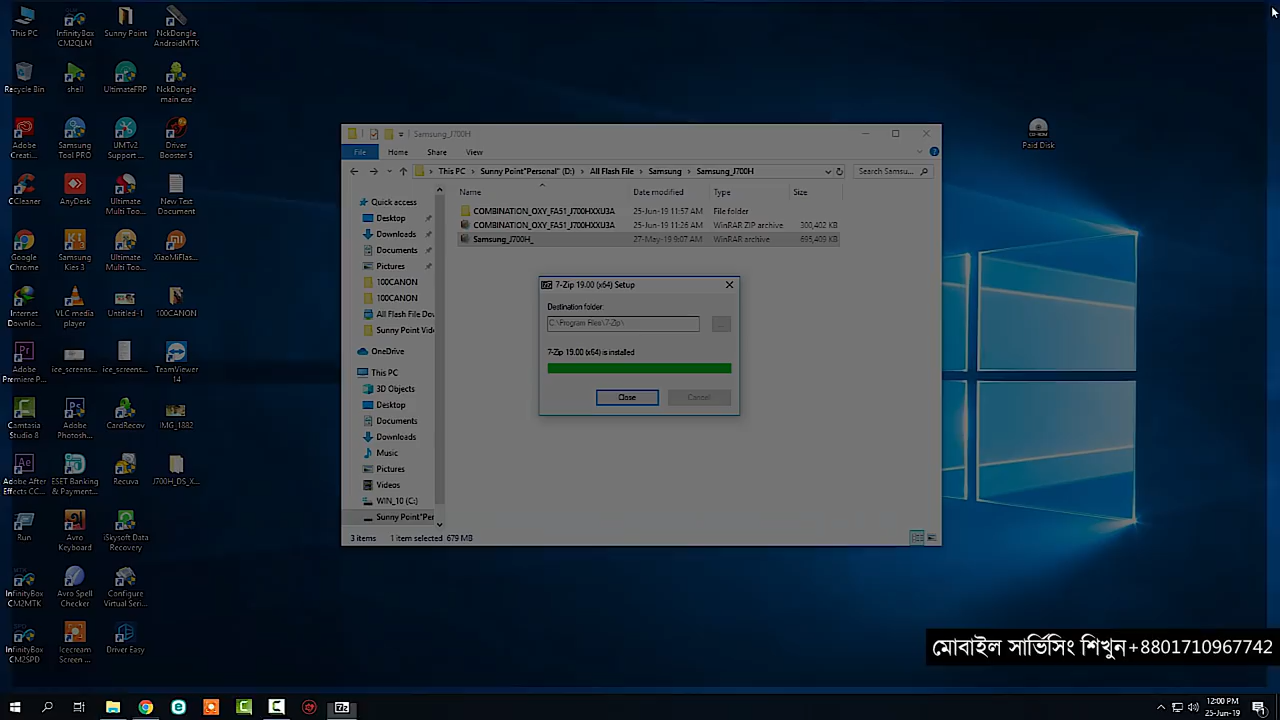 This PC
InfinityBox
CM2QLM
Sunny Point
NckDongle
AndroidMTK
Recycle Bin
shell
UltimateFRP
NckDongle
main exe
Adobe
Creati...
Samsung
Tool PRO
UMTv2
Support ...
Driver
Booster 5
CCleaner
AnyDesk
Ultimate
Multi Too...
New Text
Document
Google
Chrome
Samsung
Kies 3
Ultimate
Multi Too...
XiaoMiFlas...
Internet
Downlo...
VLC media
player
Untitled-1
100CANON
Adobe
Premiere P...
ice_screens...
ice_screens...
TeamViewer
14
Camtasia
Studio 8
Adobe
Photosh...
CardRecov
IMG_1882
Adobe After
Effects CC...
ESET Banking
& Payment...
Recuva
J700H_DS_X...
Run
Avro
Keyboard
iSkysoft Data
Recovery
InfinityBox
CM2MTK
Avro Spell
Checker
Configure
Virtual Seri...
InfinityBox
CM2SPD
Icecream
Screen ...
Driver Easy
Paid Disk
Samsung_J700H
File Home Share View
This PC > Sunny Point"Personal" (D:) > All Flash File > Samsung > Samsung_J700H
Search Samsu...
Name Date modified Type Size
COMBINATION_OXY_FA51_J700HXXU3A 25-Jun-19 11:37 AM File folder
COMBINATION_OXY_FA51_J700HXXU3A 25-Jun-19 11:26 AM WinRAR ZIP archive 300,402 KB
Samsung_J700H_ 27-May-19 9:07 AM WinRAR archive 695,409 KB
Quick access
Desktop
Downloads
Documents
Pictures
100CANON
100CANON
All Flash File Do
Sunny Point Vide
OneDrive
This PC
3D Objects
Desktop
Documents
Downloads
Music
Pictures
Videos
WIN_10 (C:)
Sunny Point"Per
3 items 1 item selected 679 MB
7-Zip 19.00 (x64) Setup
Destination folder:
C:\Program Files\7-Zip\
...
7-Zip 19.00 (x64) is installed
Close Cancel
মোবাইল সার্ভিসিং শিখুন+8801710967742
12:00 PM
25-Jun-19